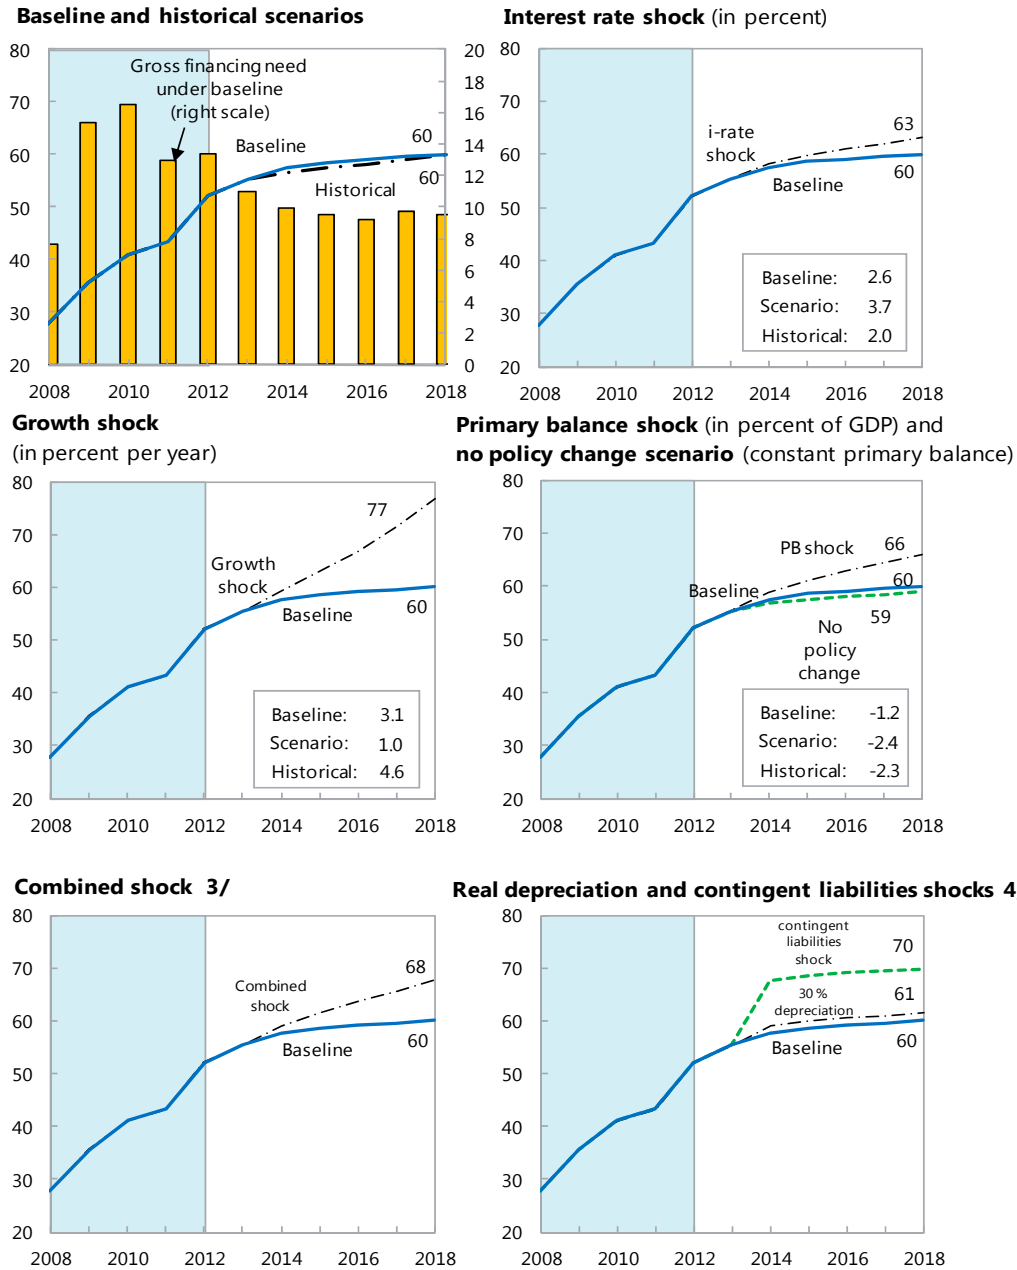 Baseline and historical scenarios
80
70
60
50
40
30
20
20
18
16
14
12
10
8
6
4
2
0
Gross financing need
under baseline
(right scale)
Baseline
60
60
Historical
2008 2010 2012 2014 2016 2018
Interest rate shock (in percent)
80
70
60
50
40
30
20
i-rate
shock
63
Baseline
60
Baseline: 2.6
Scenario: 3.7
Historical: 2.0
2008 2010 2012 2014 2016 2018
Growth shock
(in percent per year)
80
70
60
50
40
30
20
77
Growth
shock
Baseline
60
Baseline: 3.1
Scenario: 1.0
Historical: 4.6
2008 2010 2012 2014 2016 2018
Primary balance shock (in percent of GDP) and
no policy change scenario (constant primary balance)
80
70
60
50
40
30
20
PB shock
66
Baseline
60
59
No
policy
change
Baseline: -1.2
Scenario: -2.4
Historical: -2.3
2008 2010 2012 2014 2016 2018
Combined shock 3/
80
70
60
50
40
30
20
68
Combined
shock
Baseline
60
2008 2010 2012 2014 2016 2018
Real depreciation and contingent liabilities shocks 4
80
70
60
50
40
30
20
contingent
liabilities
shock
70
30 %
depreciation
61
Baseline
60
2008 2010 2012 2014 2016 2018